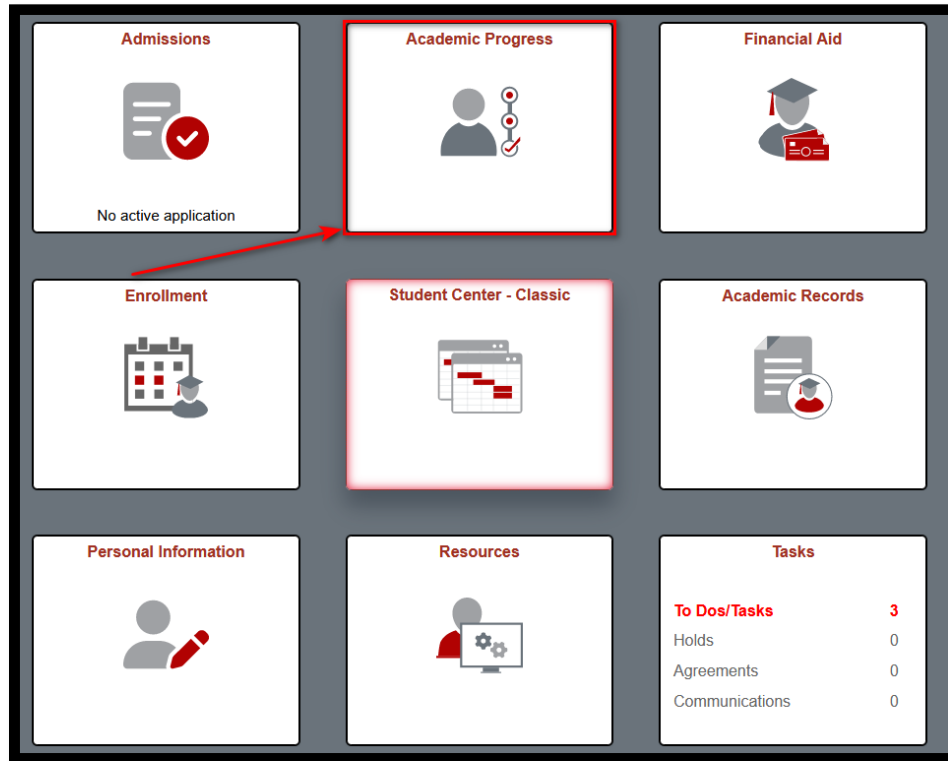 Admissions
No active application
Academic Progress
Financial Aid
Enrollment
Student Center - Classic
Academic Records
Personal Information
Resources
Tasks
To Dos/Tasks 3
Holds 0
Agreements 0
Communications 0